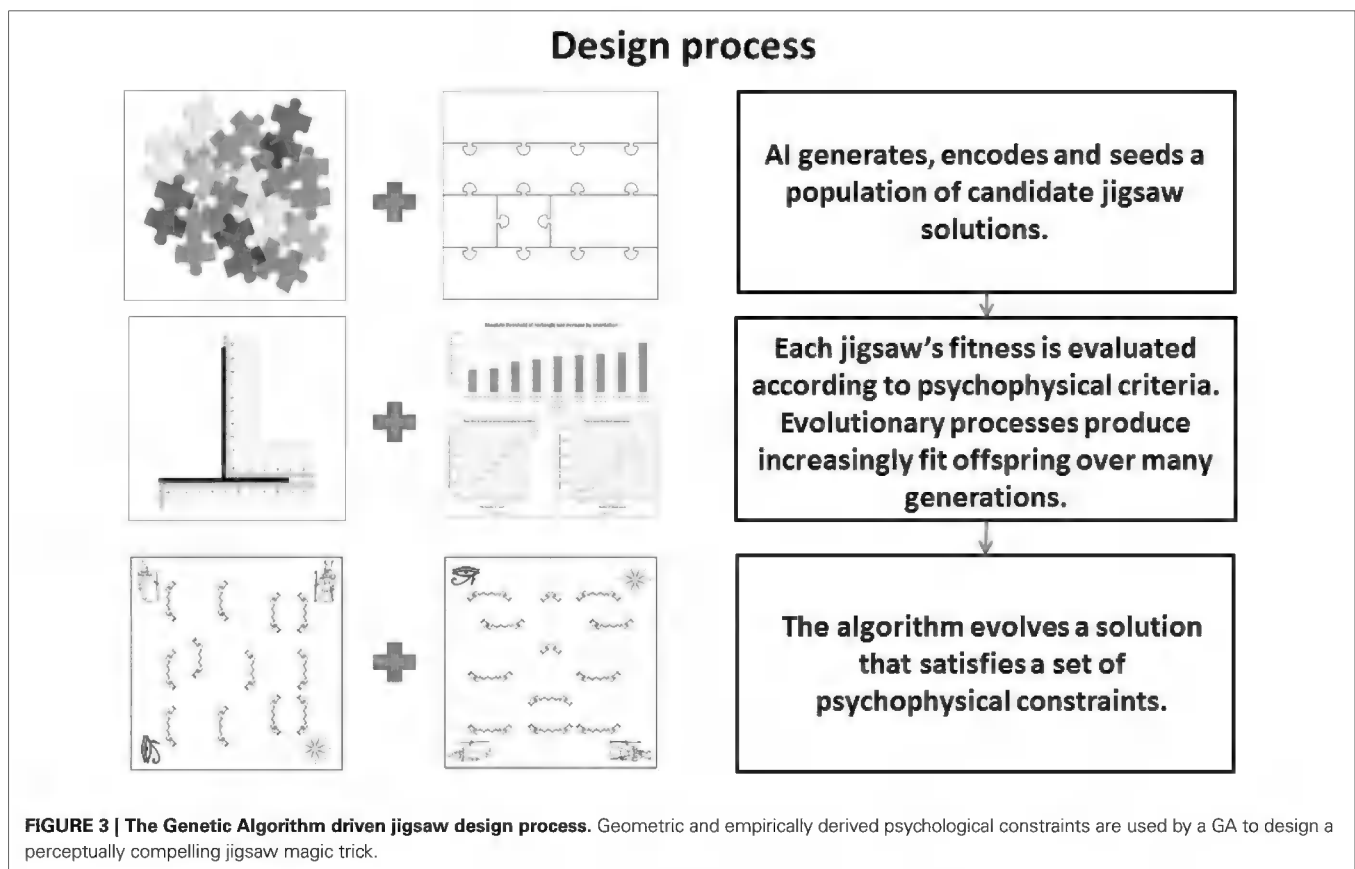 Design process
AI generates, encodes and seeds a
population of candidate jigsaw
solutions.
Each jigsaw's fitness is evaluated
according to psychophysical criteria.
Evolutionary processes produce
increasingly fit offspring over many
generations.
The algorithm evolves a solution
that satisfies a set of
psychophysical constraints.
FIGURE 3 | The Genetic Algorithm driven jigsaw design process. Geometric and empirically derived psychological constraints are used by a GA to design a
perceptually compelling jigsaw magic trick.